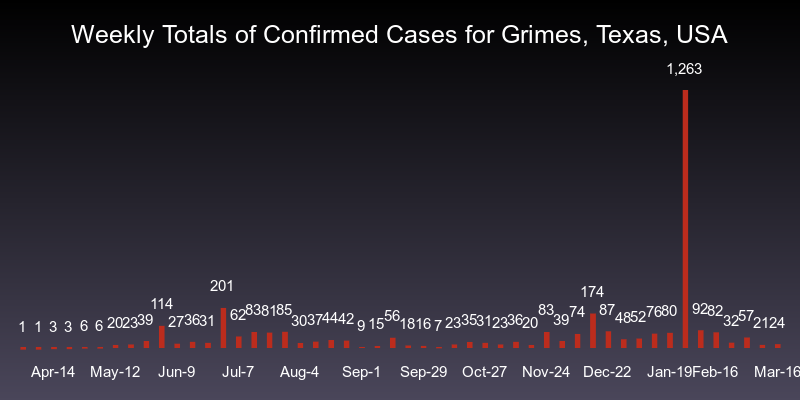 Weekly Totals of Confirmed Cases for Grimes, Texas, USA
1 1 3 3 6 6 20 23 39 114 27 36 31 201 62 83 81 85 30 37 44 42 9 15 56 18 16 7 23 35 31 23 36 20 83 39 74 174 87 48 52 76 80 1,263 92 82 32 57 21 24
Apr-14 May-12 Jun-9 Jul-7 Aug-4 Sep-1 Sep-29 Oct-27 Nov-24 Dec-22 Jan-19 Feb-16 Mar-16